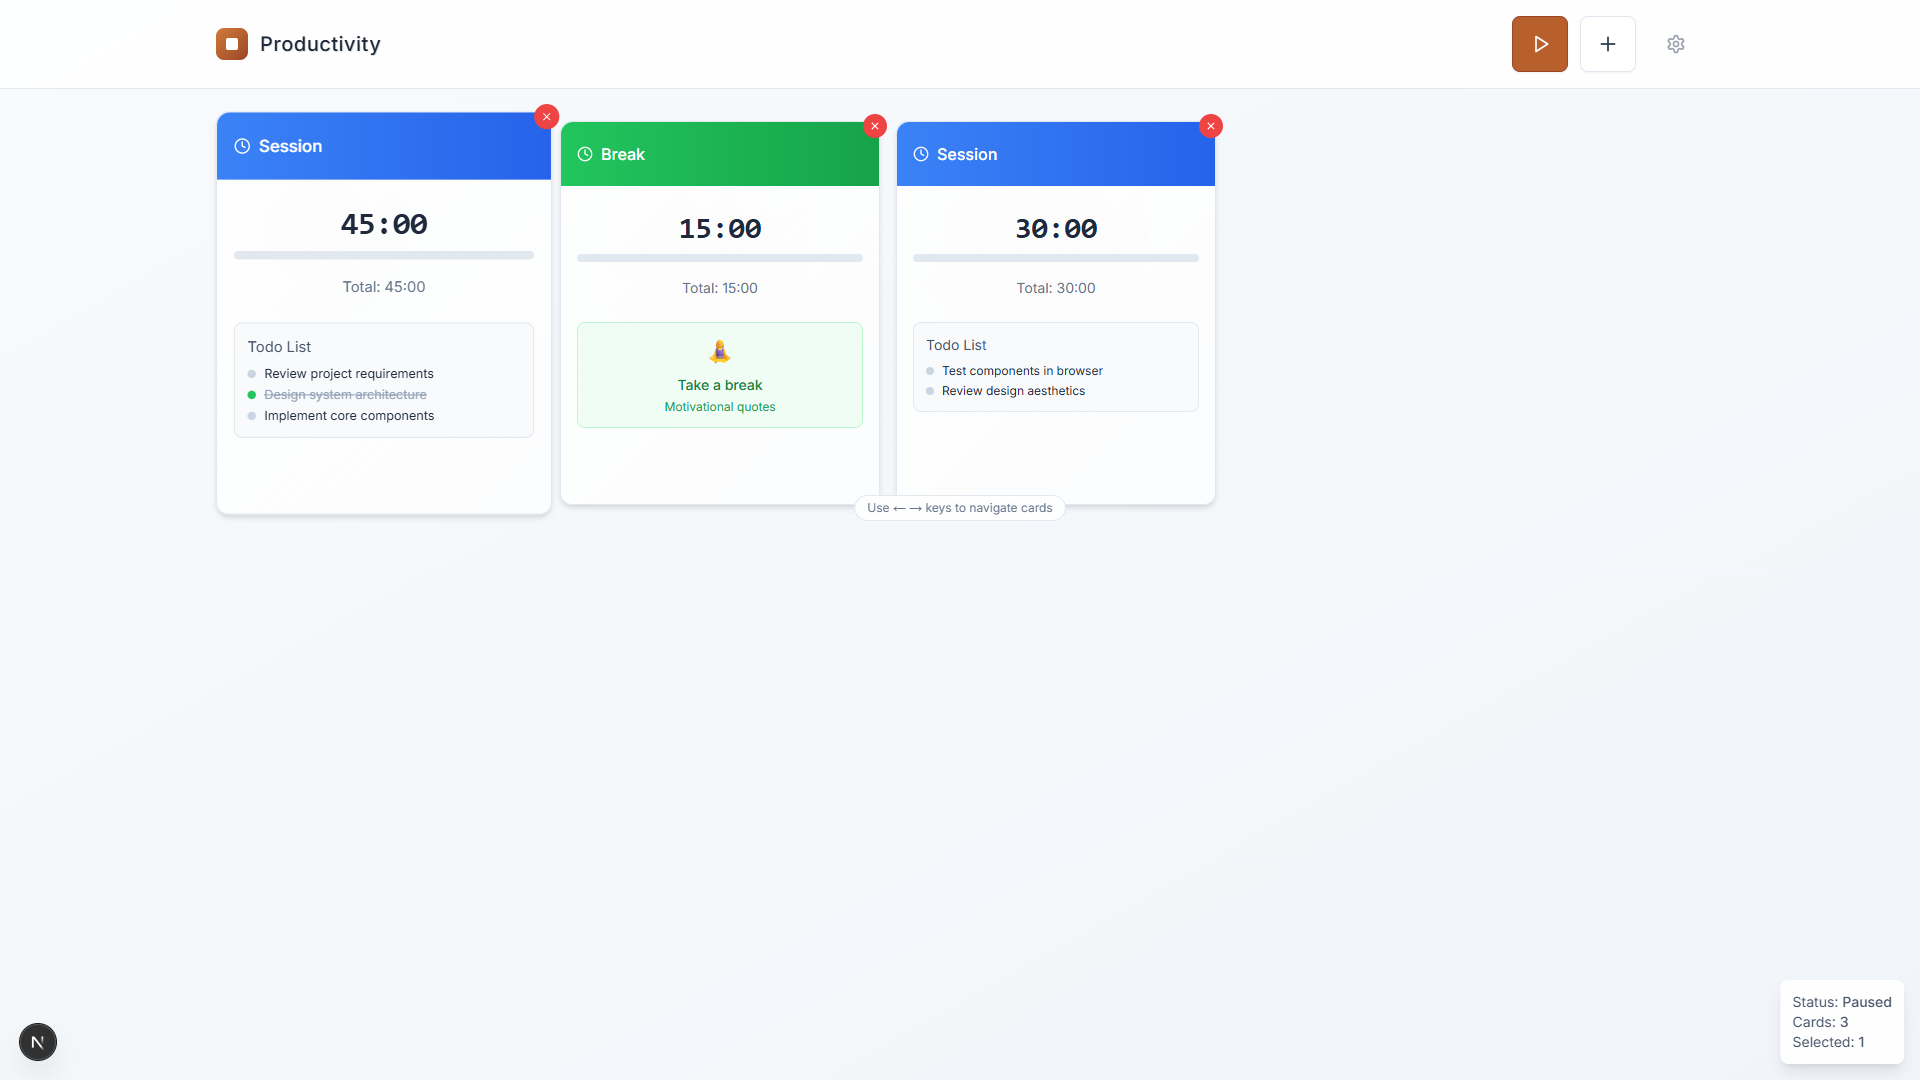 Productivity
Session
45:00
Total: 45:00
Todo List
Review project requirements
Design system architecture
Implement core components
Break
15:00
Total: 15:00
Take a break
Motivational quotes
Session
30:00
Total: 30:00
Todo List
Test components in browser
Review design aesthetics
Use ← → keys to navigate cards
N
Status: Paused
Cards: 3
Selected: 1